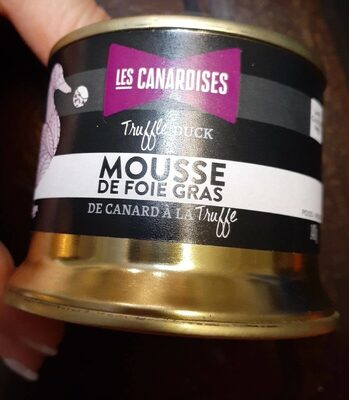 LES CANARDISES
Truffle DUCK
MOUSSE
DE FOIE GRAS
DE CANARD À LA Truffe